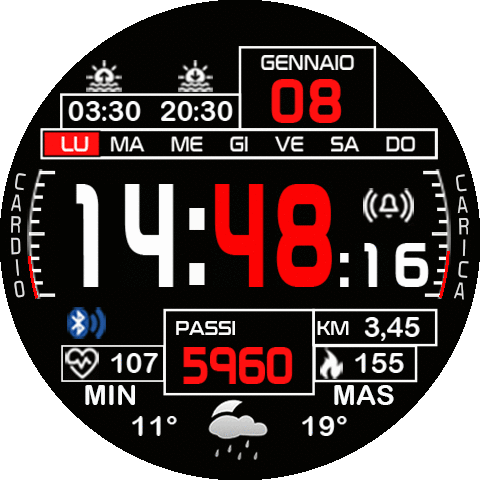 GENNAIO
08
03:30 20:30
LU MA ME GI VE SA DO
CARDIO
14:48:16
CARICA
PASSI
5960
KM 3,45
107
155
MIN
MAS
11°
19°